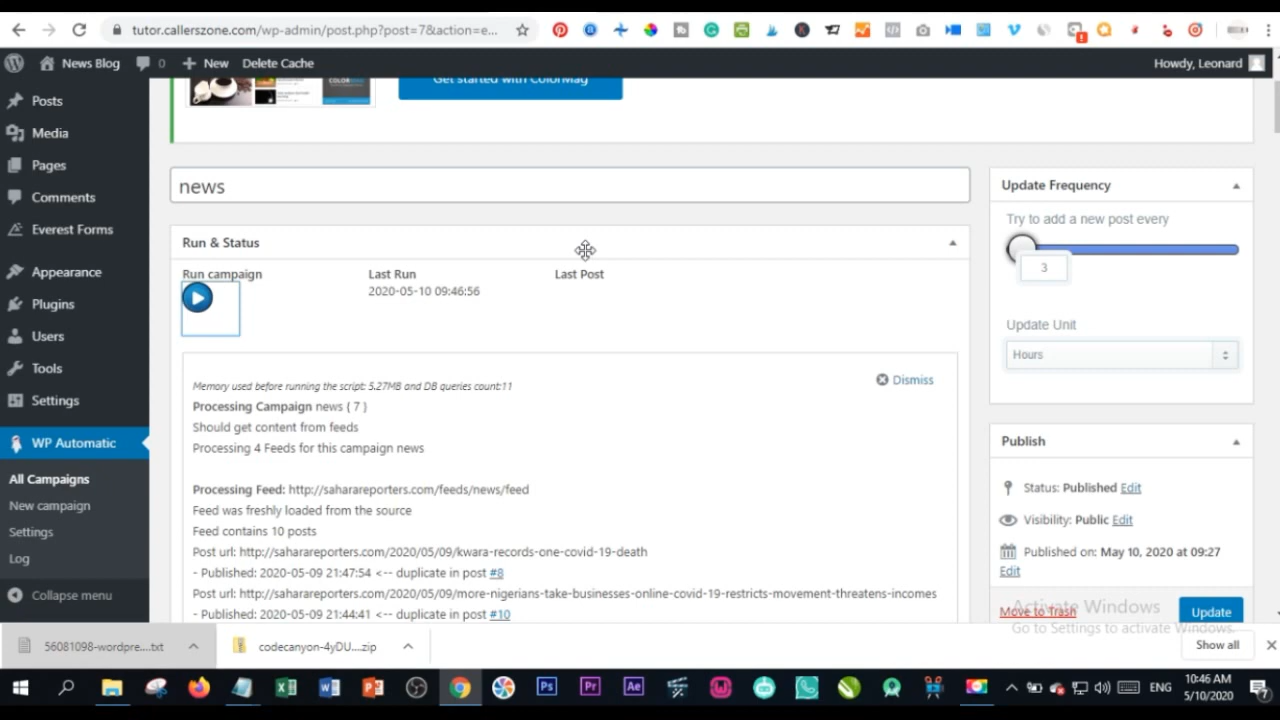 tutor.callerszone.com/wp-admin/post.php?post=7&action=e...
News Blog
0
New
Delete Cache
Howdy, Leonard
Posts
Media
Pages
Comments
Everest Forms
Appearance
Plugins
Users
Tools
Settings
WP Automatic
All Campaigns
New campaign
Settings
Log
Collapse menu
Get started with ColorMag
news
Run & Status
Run campaign
Last Run
Last Post
2020-05-10 09:46:56
Memory used before running the script: 5.27MB and DB queries count:11
Dismiss
Processing Campaign news { 7 }
Should get content from feeds
Processing 4 Feeds for this campaign news
Processing Feed: http://saharareporters.com/feeds/news/feed
Feed was freshly loaded from the source
Feed contains 10 posts
Post url: http://saharareporters.com/2020/05/09/kwara-records-one-covid-19-death
- Published: 2020-05-09 21:47:54 <-- duplicate in post #8
Post url: http://saharareporters.com/2020/05/09/more-nigerians-take-businesses-online-covid-19-restricts-movement-threatens-incomes
- Published: 2020-05-09 21:44:41 <-- duplicate in post #10
Update Frequency
Try to add a new post every
3
Update Unit
Hours
Publish
Status: Published Edit
Visibility: Public Edit
Published on: May 10, 2020 at 09:27
Edit
Move to Trash
Update
Activate Windows
Go to Settings to activate Windows.
56081098-wordpre....txt
codecanyon-4yDU....zip
Show all
Ps
Pr
Ae
ENG
10:46 AM
5/10/2020
7